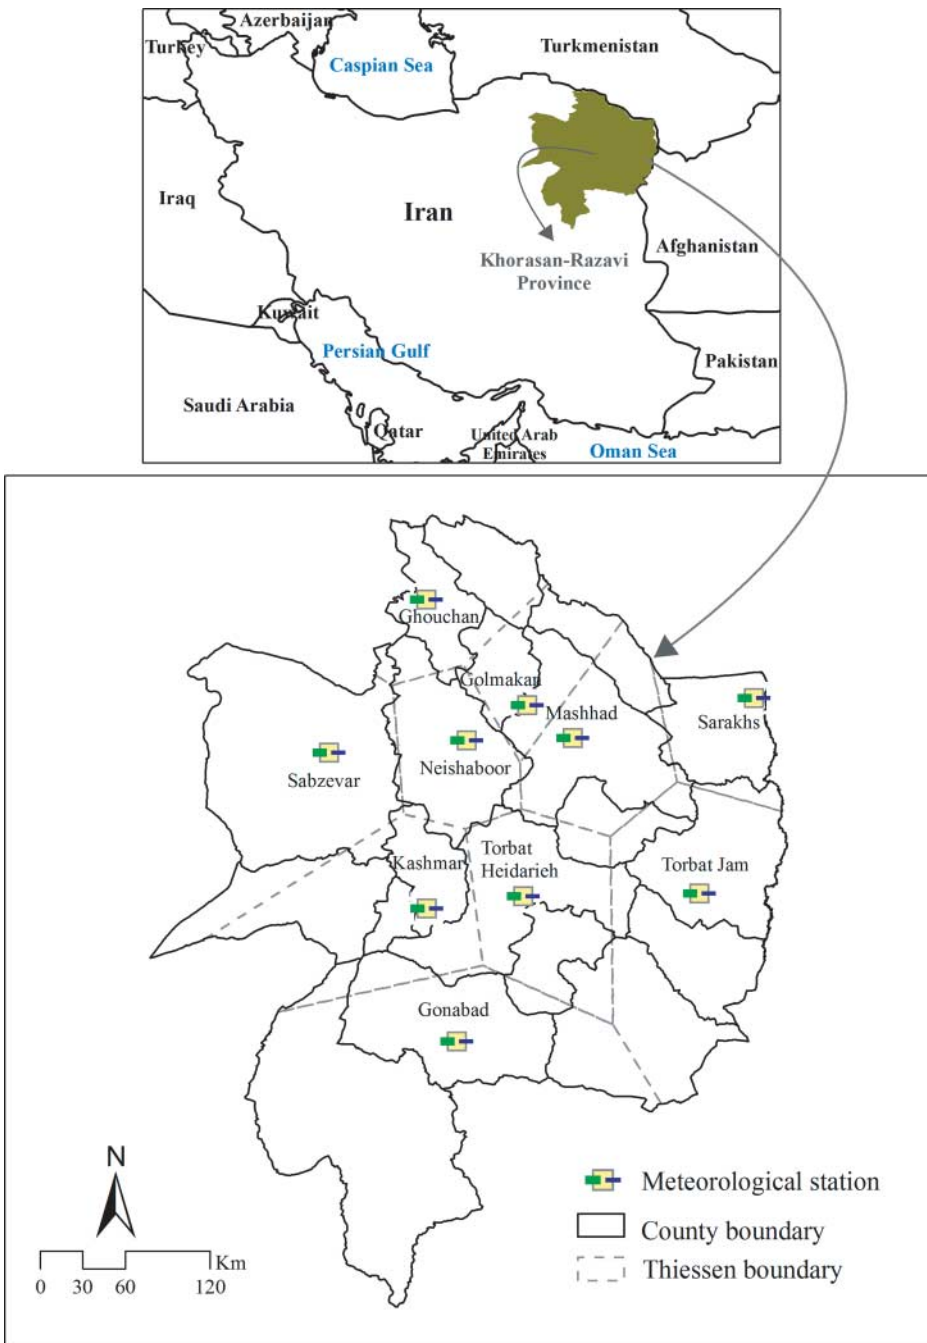 Azerbaijan
Turkey
Turkmenistan
Caspian Sea
Iraq
Iran
Afghanistan
Khorasan-Razavi
Province
Kuwait
Persian Gulf
Pakistan
Saudi Arabia
Qatar
United Arab
Emirates
Oman Sea
Ghouchan
Golmakan
Mashhad
Sarakhs
Neishaboor
Sabzevar
Kashmar
Torbat
Heidarieh
Torbat Jam
Gonabad
N
Km
0 30 60 120
Meteorological station
County boundary
Thiessen boundary